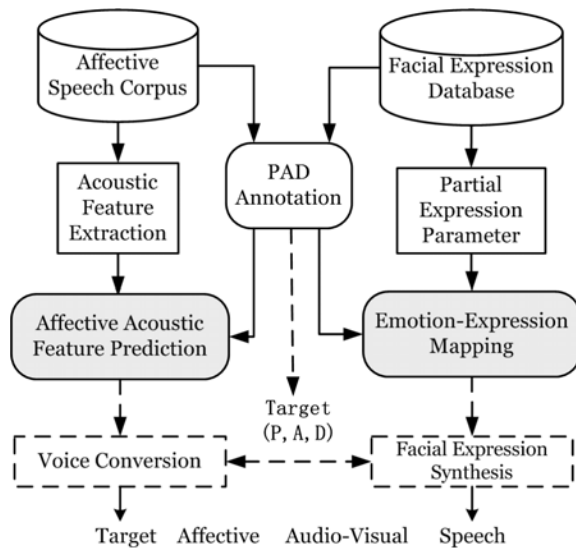 Affective
Speech Corpus
Facial Expression
Database
PAD
Annotation
Acoustic
Feature
Extraction
Partial
Expression
Parameter
Affective Acoustic
Feature Prediction
Emotion-Expression
Mapping
Target
(P, A, D)
Voice Conversion
Facial Expression
Synthesis
Target Affective Audio-Visual Speech